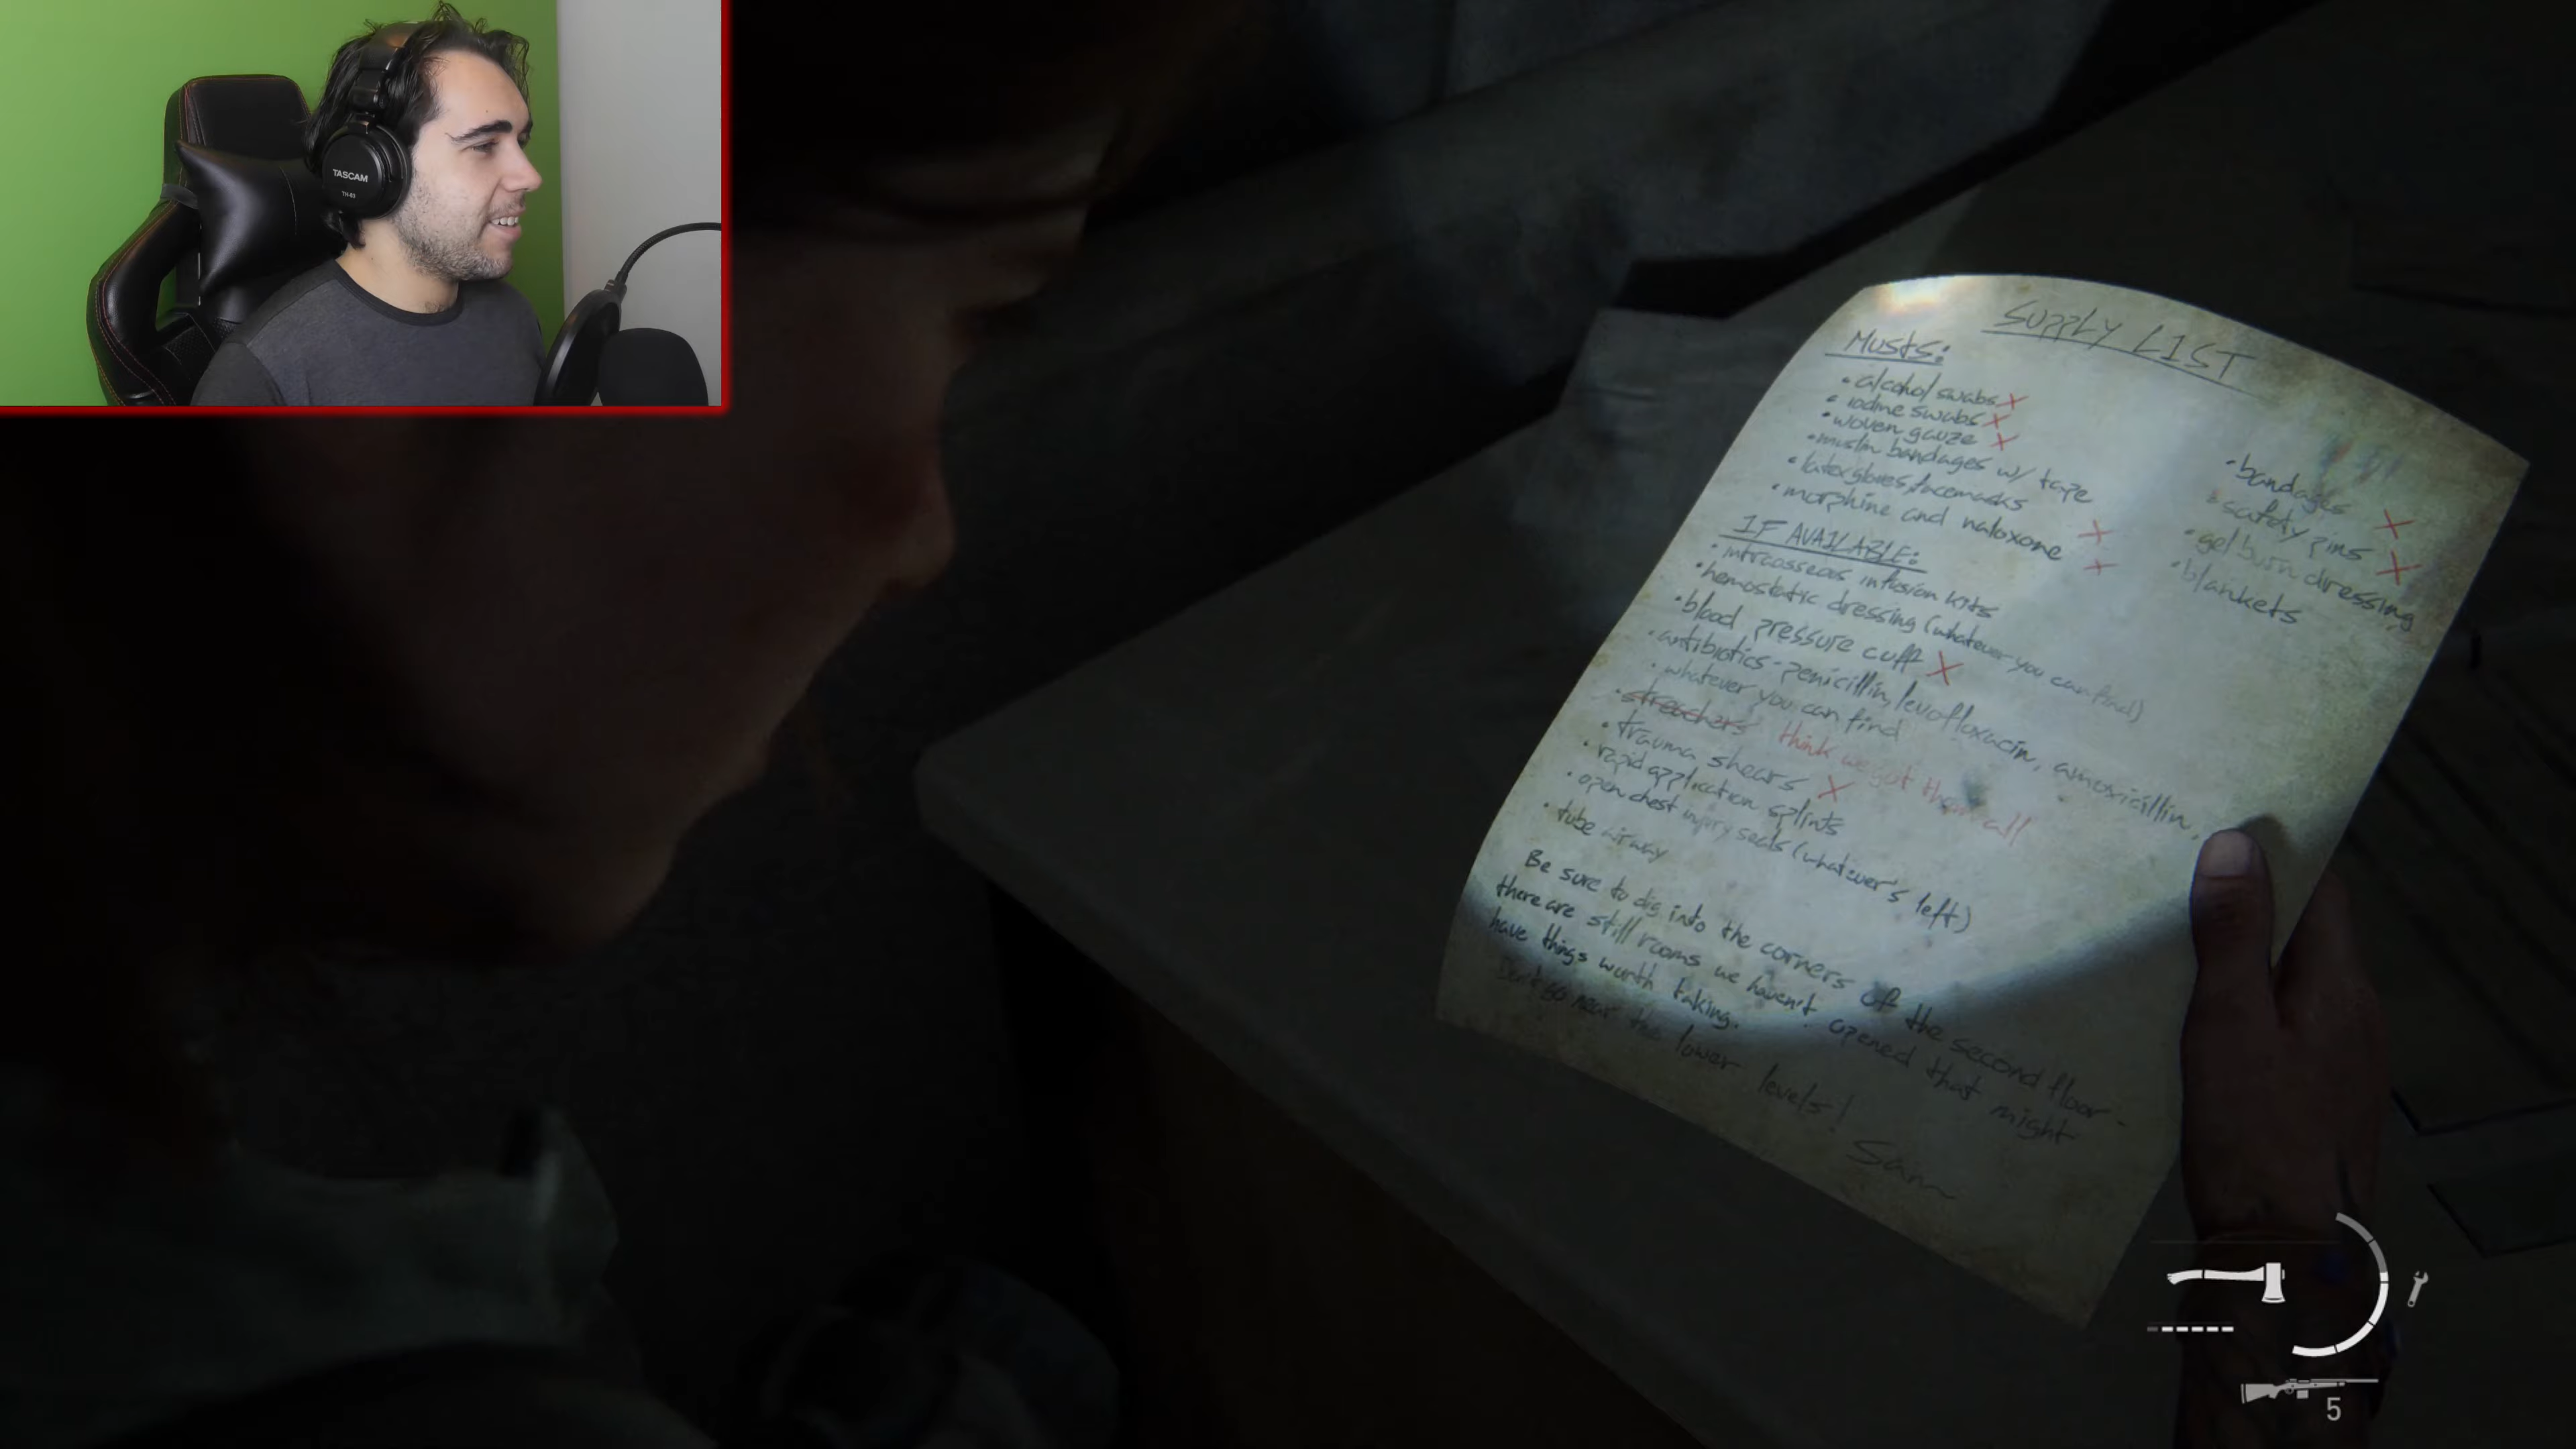 TASCAM
TH-02
SUPPLY LIST
Musts:
• alcohol swabs X
• iodine swabs X
• woven gauze X
• muslin bandages w/ tape
• latex gloves, facemasks X
• morphine and naloxone X
• bandages X
• safety pins X
• gel burn dressing
• blankets
IF AVAILABLE:
• intraosseous infusion kits
• hemostatic dressing (whatever you can find)
• blood pressure cuff X
• antibiotics - penicillin, levofloxacin, amoxicillin,
• whatever you can find
• streachers think we got them all
• trauma shears X
• rapid application splints
• open chest injury seals (whatever's left)
• tube airway
Be sure to dig into the corners of the second floor -
there are still rooms we haven't opened that might
have things worth taking.
Don't go near the lower levels!
Sam
5